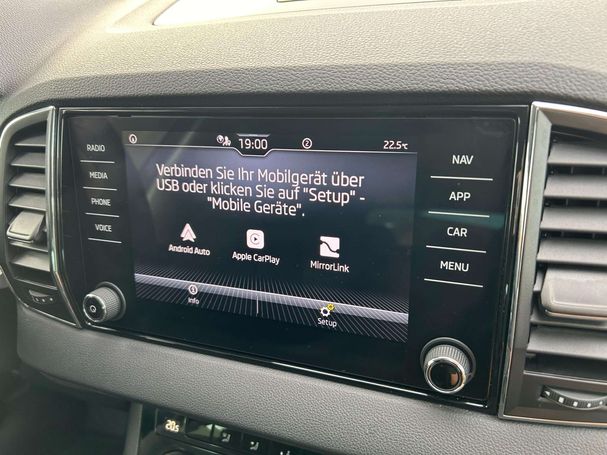 19:00
2
22.5°C
RADIO
MEDIA
PHONE
VOICE
Verbinden Sie Ihr Mobilgerät über
USB oder klicken Sie auf "Setup" -
"Mobile Geräte".
Android Auto
Apple CarPlay
MirrorLink
Info
Setup
NAV
APP
CAR
MENU
20.5